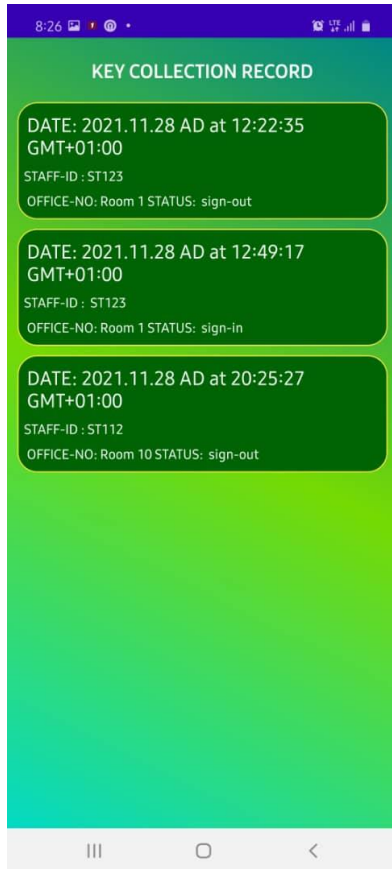 8:26
LTE
KEY COLLECTION RECORD
DATE: 2021.11.28 AD at 12:22:35
GMT+01:00
STAFF-ID : ST123
OFFICE-NO: Room 1 STATUS: sign-out
DATE: 2021.11.28 AD at 12:49:17
GMT+01:00
STAFF-ID : ST123
OFFICE-NO: Room 1 STATUS: sign-in
DATE: 2021.11.28 AD at 20:25:27
GMT+01:00
STAFF-ID : ST112
OFFICE-NO: Room 10 STATUS: sign-out